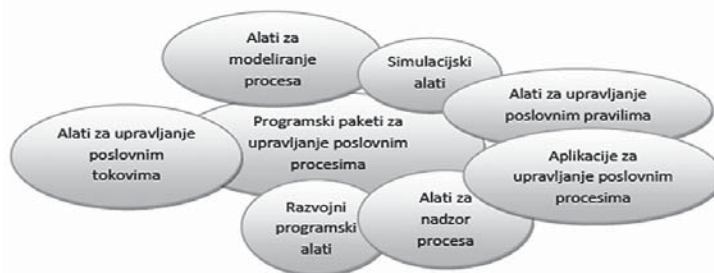 Alati za
modeliranje
procesa
Simulacijski
alati
Alati za upravljanje
poslovnim pravilima
Alati za upravljanje
poslovnim
tokovima
Programski paketi za
upravljanje poslovnim
procesima
Aplikacije za
upravljanje poslovnim
procesima
Razvojni
programski
alati
Alati za
nadzor
procesa